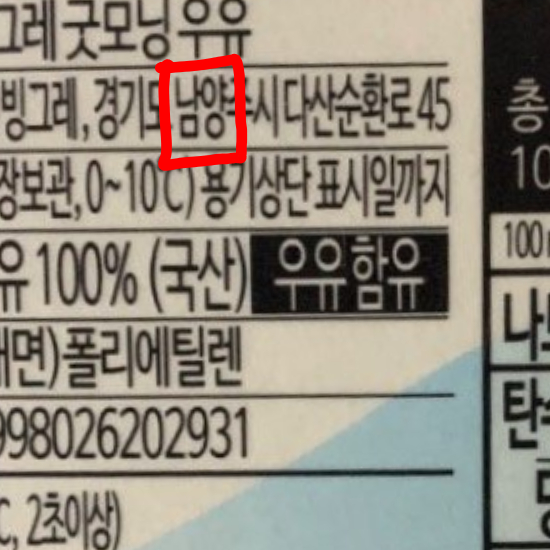 그레 굿모닝 우유
빙그레, 경기도 남양주시 다산순환로 45
장보관, 0~10℃) 용기상단 표시일까지
유 100% (국산) 우유 함유
면) 폴리에틸렌
998026202931
2초이상)
총
10
100
나
탄수